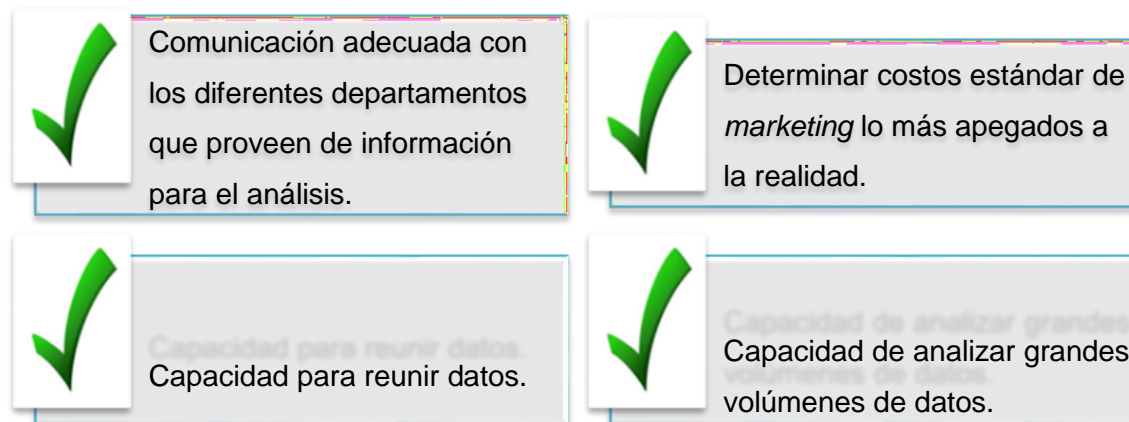 Comunicación adecuada con
los diferentes departamentos
que proveen de información
para el análisis.
Determinar costos estándar de
marketing lo más apegados a
la realidad.
Capacidad para reunir datos.
Capacidad de analizar grandes
volúmenes de datos.